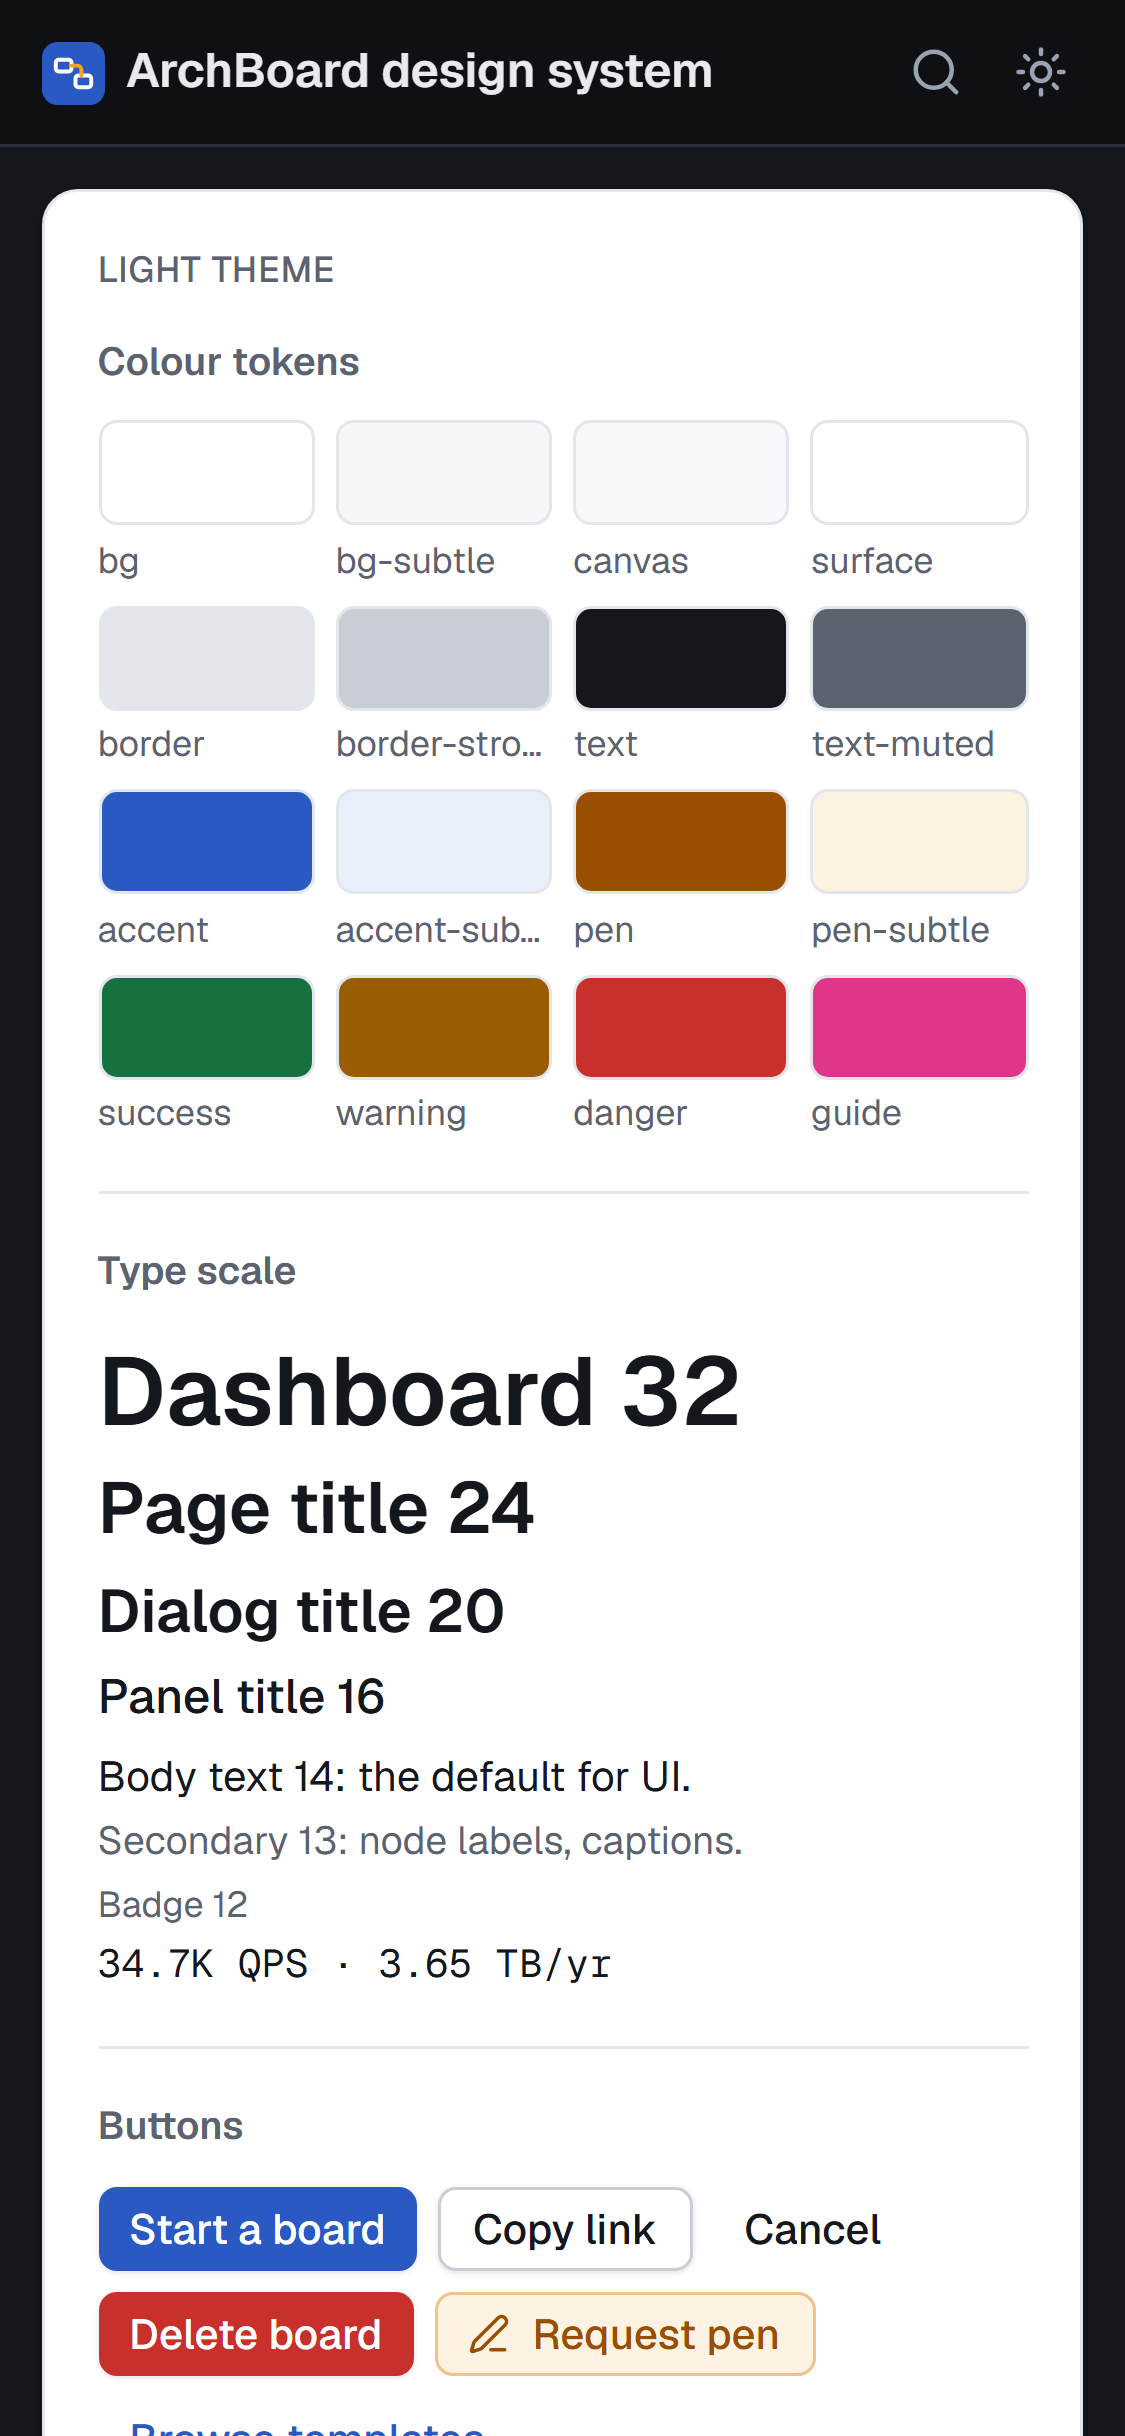 ArchBoard design system
LIGHT THEME
Colour tokens
bg bg-subtle canvas surface
border border-stro... text text-muted
accent accent-sub... pen pen-subtle
success warning danger guide
Type scale
Dashboard 32
Page title 24
Dialog title 20
Panel title 16
Body text 14: the default for UI.
Secondary 13: node labels, captions.
Badge 12
34.7K QPS · 3.65 TB/yr
Buttons
Start a board Copy link Cancel
Delete board Request pen
Browse templates